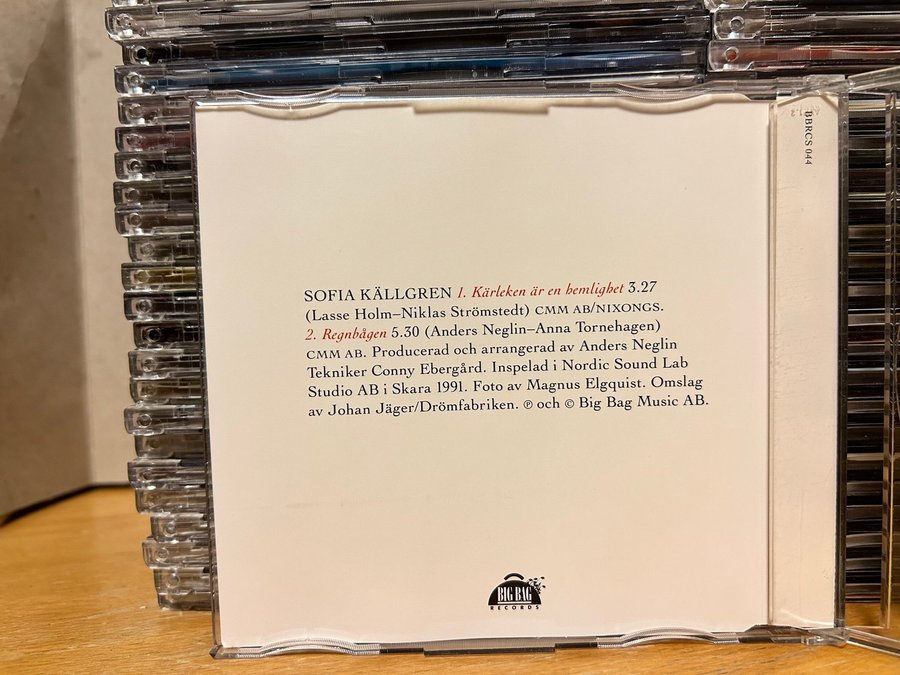 SOFIA KÄLLGREN 1. Kärleken är en hemlighet 3.27
(Lasse Holm–Niklas Strömstedt) CMM AB/NIXONGS.
2. Regnbågen 5.30 (Anders Neglin–Anna Tornehagen)
CMM AB. Producerad och arrangerad av Anders Neglin
Tekniker Conny Ebergård. Inspelad i Nordic Sound Lab
Studio AB i Skara 1991. Foto av Magnus Elgquist. Omslag
av Johan Jäger/Drömfabriken. ℗ och © Big Bag Music AB.
BIG BAG
RECORDS
BBRCS 044